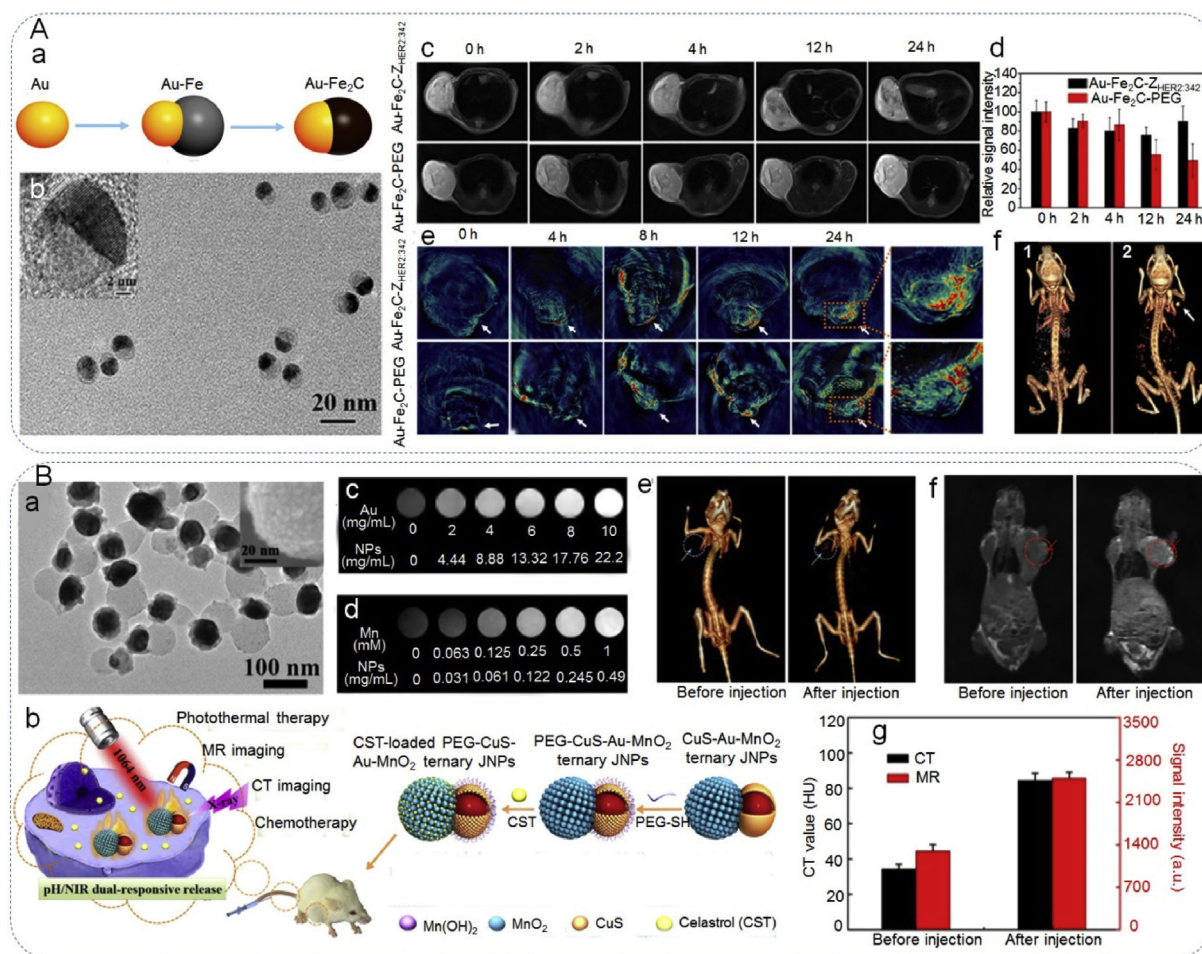 A
a
Au
Au-Fe
Au-Fe₂C
b
2 nm
20 nm
c
0 h
2 h
4 h
12 h
24 h
Au-Fe₂C-Z_HER2:342
Au-Fe₂C-PEG
d
Relative signal intensity
140
120
100
80
60
40
20
0
Au-Fe₂C-Z_HER2:342
Au-Fe₂C-PEG
0 h
2 h
4 h
12 h
24 h
e
0 h
4 h
8 h
12 h
24 h
Au-Fe₂C-Z_HER2:342
Au-Fe₂C-PEG
f
1
2
B
a
20 nm
100 nm
c
Au
(mg/mL)
0 2 4 6 8 10
NPs
(mg/mL)
0 4.44 8.88 13.32 17.76 22.2
d
Mn
(mM)
0 0.063 0.125 0.25 0.5 1
NPs
(mg/mL)
0 0.031 0.061 0.122 0.245 0.49
e
Before injection
After injection
f
Before injection
After injection
b
1064 nm
Photothermal therapy
MR imaging
CT imaging
X-ray
Chemotherapy
pH/NIR dual-responsive release
CST-loaded PEG-CuS-
Au-MnO₂ ternary JNPs
CST
PEG-CuS-Au-MnO₂
ternary JNPs
PEG-SH
CuS-Au-MnO₂
ternary JNPs
Mn(OH)₂
MnO₂
CuS
Celastrol (CST)
g
CT value (HU)
120
100
80
60
40
20
0
CT
MR
3500
2800
2100
1400
700
0
Signal intensity (a.u.)
Before injection
After injection